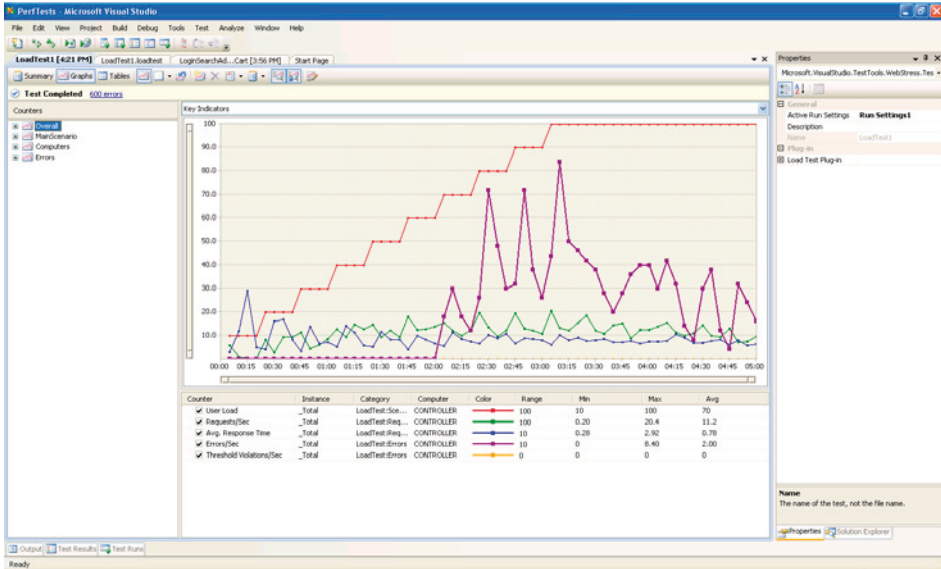 PerfTests - Microsoft Visual Studio
File Edit View Project Build Debug Tools Test Analyze Window Help
LoadTest1 [4:21 PM] LoadTest1.loadtest LoginSearchAd...Cart [3:56 PM] Start Page
Summary Graphs Tables
Test Completed 600 errors
Counters
Overall
MainScenario
Computers
Errors
Key Indicators
100
90.0
80.0
70.0
60.0
50.0
40.0
30.0
20.0
10.0
00:00 00:15 00:30 00:45 01:00 01:15 01:30 01:45 02:00 02:15 02:30 02:45 03:00 03:15 03:30 03:45 04:00 04:15 04:30 04:45 05:00
Counter Instance Category Computer Color Range Min Max Avg
User Load _Total LoadTest:Sce... CONTROLLER 100 10 100 70
Requests/Sec _Total LoadTest:Req... CONTROLLER 100 0.20 20.4 11.2
Avg. Response Time _Total LoadTest:Req... CONTROLLER 10 0.28 2.92 0.78
Errors/Sec _Total LoadTest:Errors CONTROLLER 10 0 8.40 2.00
Threshold Violations/Sec _Total LoadTest:Errors CONTROLLER 0 0 0 0
Properties
Microsoft.VisualStudio.TestTools.WebStress.Tes
General
Active Run Settings Run Settings1
Description
Name LoadTest1
Plug-in
Load Test Plug-in
Name
The name of the test, not the file name.
Properties Solution Explorer
Output Test Results Test Runs
Ready